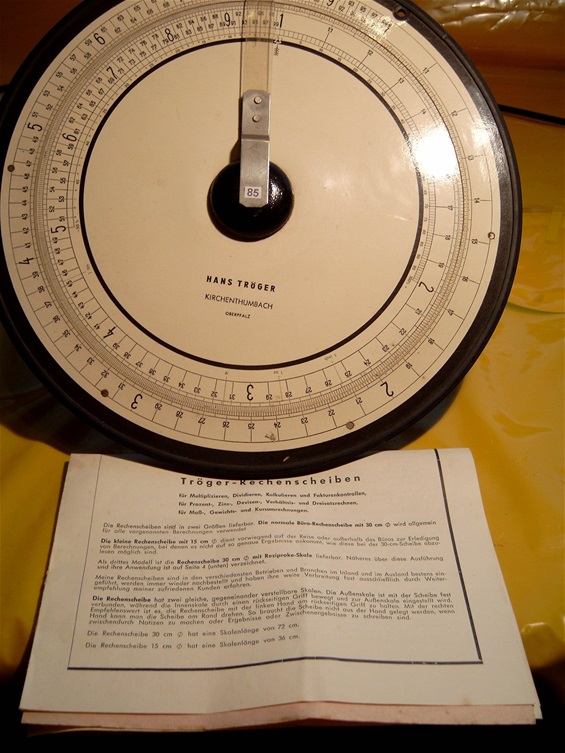 85
HANS TRÖGER
KIRCHENTHUMBACH
OBERPFALZ
Tröger-Rechenscheiben
für Multiplizieren, Dividieren, Kalkulieren und Fakturenkontrollen,
für Prozent-, Zins-, Devisen-, Verhältnis- und Dreisatzrechnen,
für Maß-, Gewichts- und Kursumrechnungen.
Die Rechenscheiben sind in zwei Größen lieferbar. Die normale Büro-Rechenscheibe mit 30 cm ∅ wird allgemein
für alle vorgenannten Berechnungen verwendet
Die kleine Rechenscheibe mit 15 cm ∅ dient vorwiegend auf der Reise oder außerhalb des Büros zur Erledigung
von Berechnungen, bei denen es nicht auf so genaue Ergebnisse ankommt, wie diese bei der 30-cm-Scheibe abzu-
lesen möglich sind.
Als drittes Modell ist die Rechenscheibe 30 cm ∅ mit Reziproke-Skala lieferbar. Näheres über diese Ausführung
und ihre Anwendung ist auf Seite 4 (unten) verzeichnet.
Meine Rechenscheiben sind in den verschiedensten Betrieben und Branchen im Inland und im Ausland bestens ein-
geführt, werden immer wieder nachbestellt und haben ihre weite Verbreitung fast ausschließlich durch Weiter-
empfehlung meiner zufriedenen Kunden erfahren.
Die Rechenscheibe hat zwei gleiche, gegeneinander verstellbare Skalen. Die Außenskala ist mit der Scheibe fest
verbunden, während die Innenskala durch einen rückseitigen Griff bewegt und zur Außenskala eingestellt wird.
Empfehlenswert ist es, die Rechenscheibe mit der linken Hand am rückseitigen Griff zu halten. Mit der rechten
Hand kann man die Scheibe am Rand drehen. So braucht die Scheibe nicht aus der Hand gelegt werden, wenn
zwischendurch Notizen zu machen oder Ergebnisse oder Zwischenergebnisse zu schreiben sind.
Die Rechenscheibe 30 cm ∅ hat eine Skalenlänge von 72 cm.
Die Rechenscheibe 15 cm ∅ hat eine Skalenlänge von 36 cm.